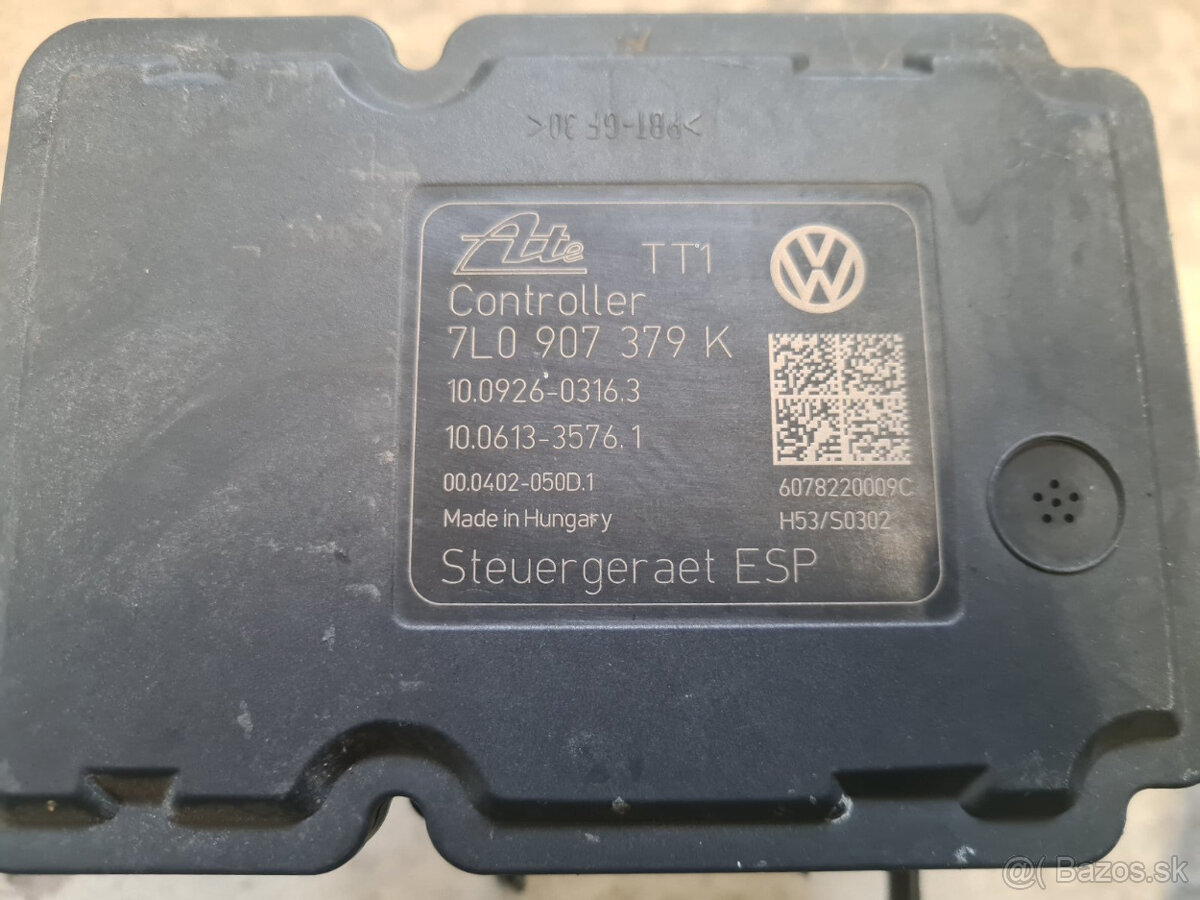 >PBT-GF 30<
Ate TT1
Controller
7L0 907 379 K
10.0926-0316.3
10.0613-3576.1
00.0402-050D.1
6078220009C
Made in Hungary
H53/S0302
Steuergeraet ESP
@( Bazos.sk